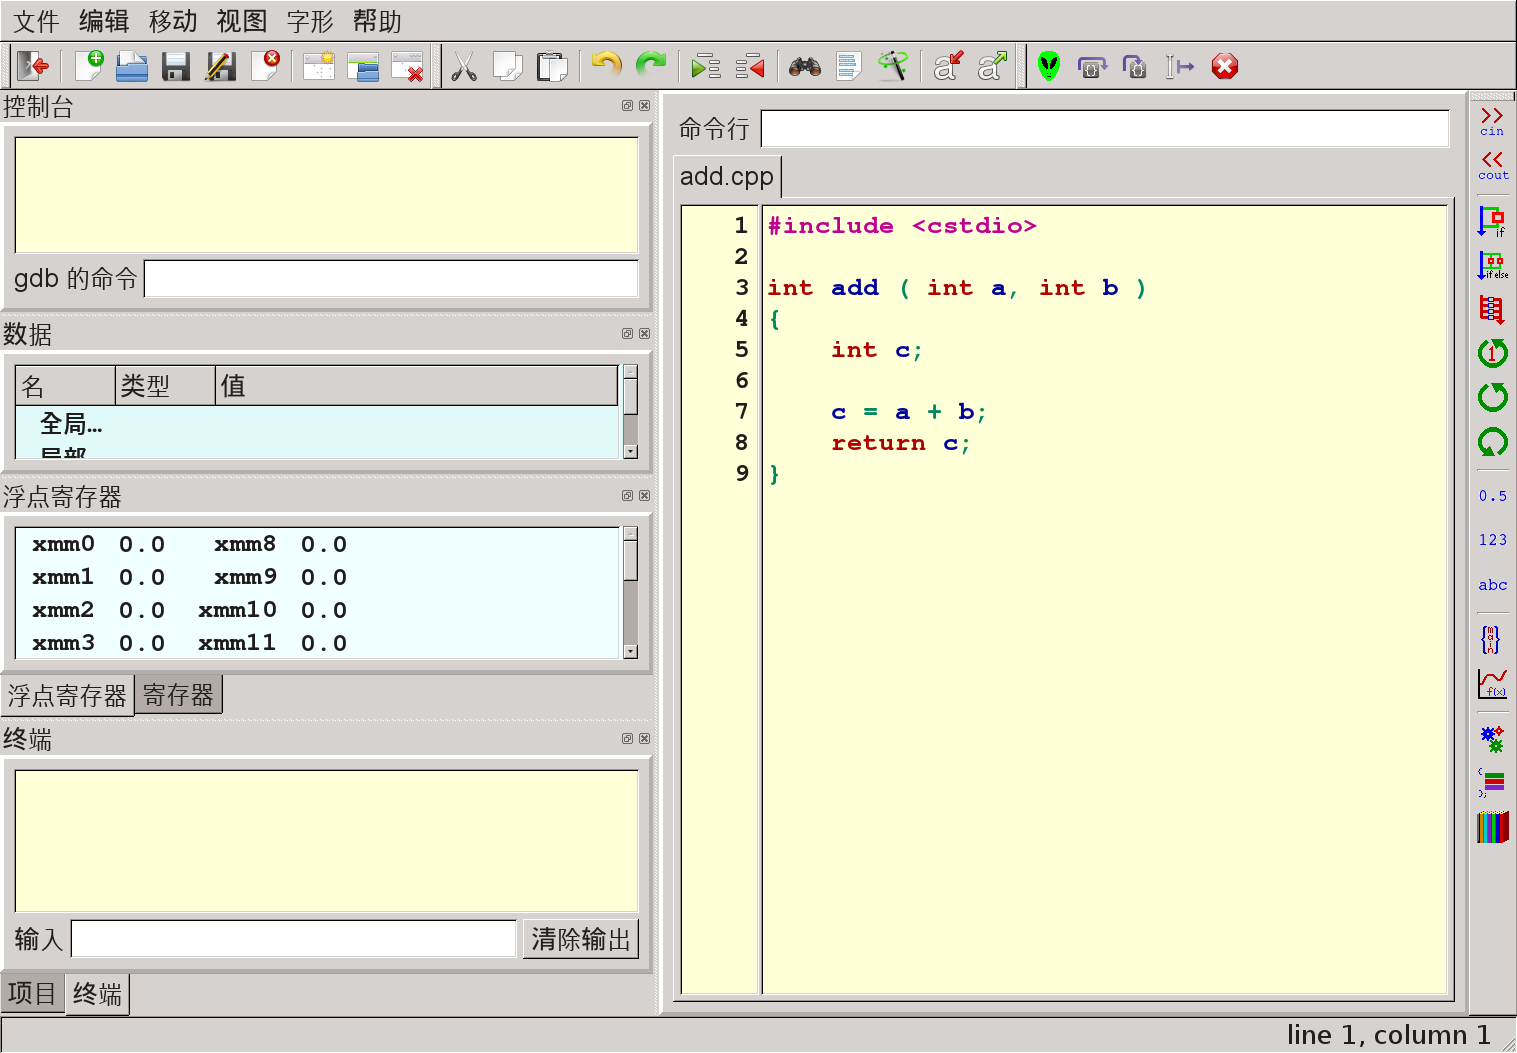 文件 编辑 移动 视图 字形 帮助
控制台
gdb 的命令
数据
名 类型 值
全局...
局部
浮点寄存器
xmm0 0.0 xmm8 0.0
xmm1 0.0 xmm9 0.0
xmm2 0.0 xmm10 0.0
xmm3 0.0 xmm11 0.0
浮点寄存器 寄存器
终端
输入 清除输出
项目 终端
命令行
add.cpp
1 #include <cstdio>
2
3 int add ( int a, int b )
4 {
5 int c;
6
7 c = a + b;
8 return c;
9 }
>>
cin
<<
cout
if
if else
1
0.5
123
abc
{main}
f(x)
line 1, column 1